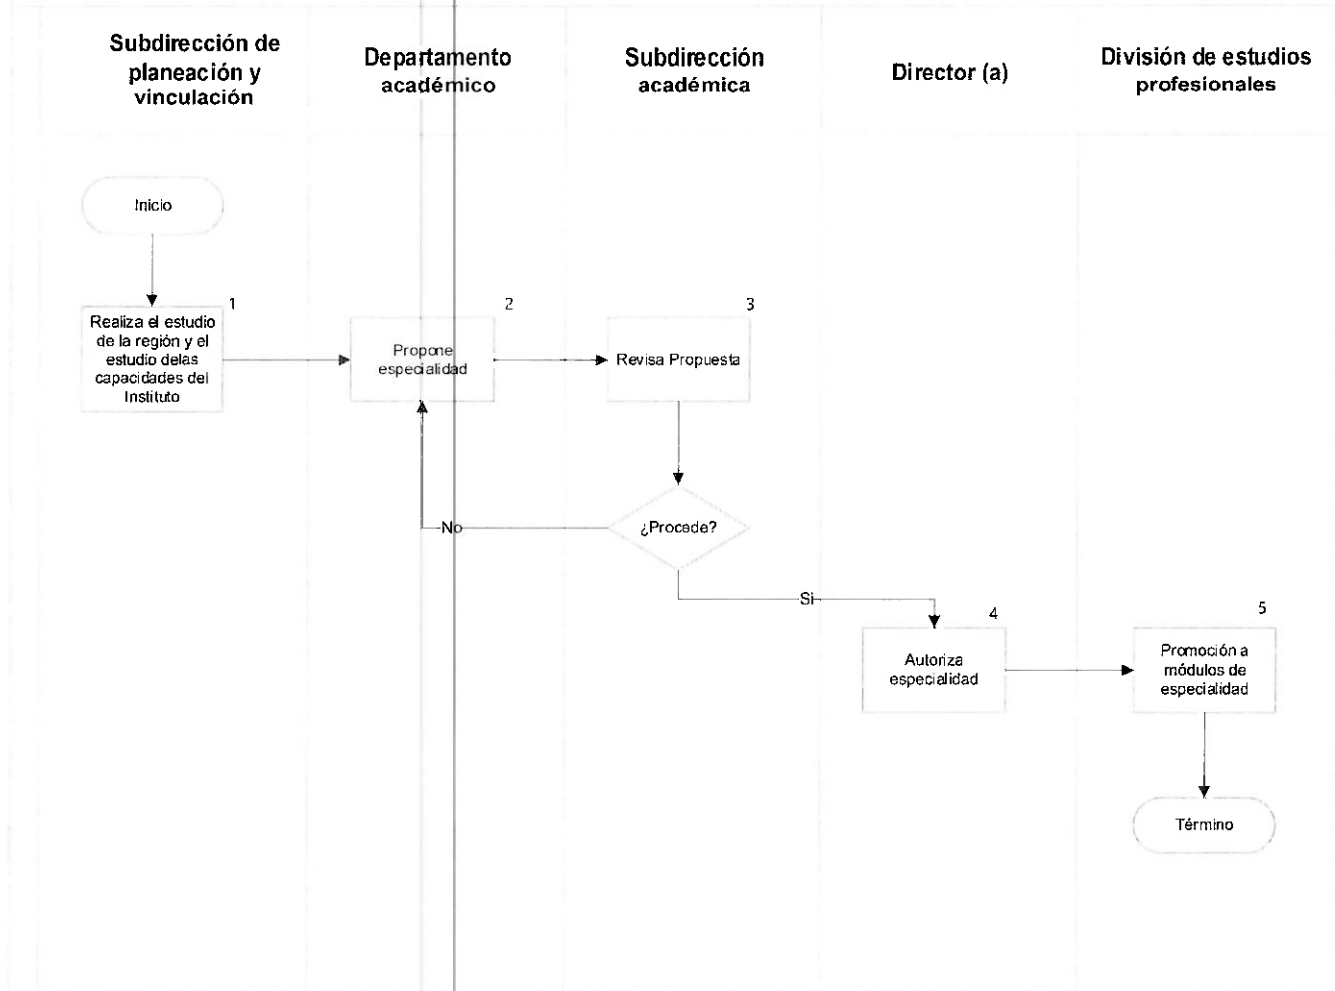 Subdirección de
planeación y
vinculación
Departamento
académico
Subdirección
académica
Director (a)
División de estudios
profesionales
Inicio
1
Realiza el estudio
de la región y el
estudio delas
capacidades del
Instituto
2
Propone
especialidad
3
Revisa Propuesta
¿Procede?
No
Si
4
Autoriza
especialidad
5
Promoción a
módulos de
especialidad
Término